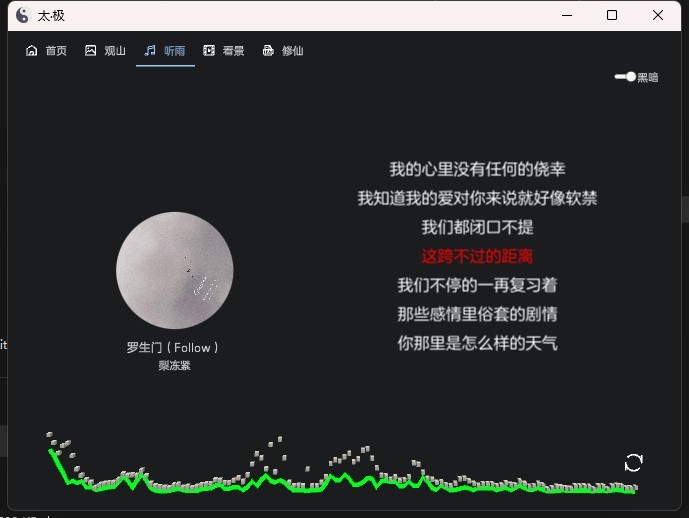 太·极
首页 观山 听雨 看景 修仙
黑暗
我的心里没有任何的侥幸
我知道我的爱对你来说就好像软禁
我们都闭口不提
这跨不过的距离
我们不停的一再复习着
那些感情里俗套的剧情
你那里是怎么样的天气
罗生门（Follow）
梨冻紧